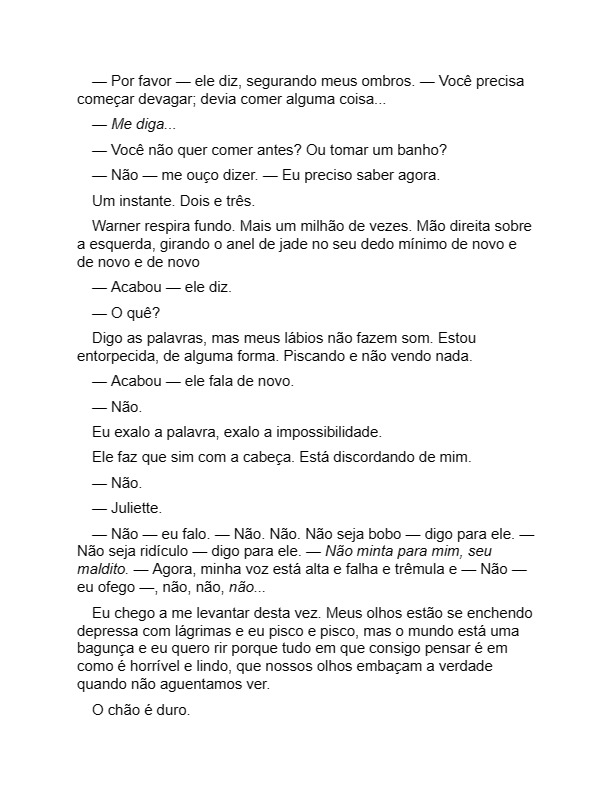 — Por favor — ele diz, segurando meus ombros. — Você precisa
começar devagar; devia comer alguma coisa...
— Me diga...
— Você não quer comer antes? Ou tomar um banho?
— Não — me ouço dizer. — Eu preciso saber agora.
Um instante. Dois e três.
Warner respira fundo. Mais um milhão de vezes. Mão direita sobre
a esquerda, girando o anel de jade no seu dedo mínimo de novo e
de novo e de novo
— Acabou — ele diz.
— O quê?
Digo as palavras, mas meus lábios não fazem som. Estou
entorpecida, de alguma forma. Piscando e não vendo nada.
— Acabou — ele fala de novo.
— Não.
Eu exalo a palavra, exalo a impossibilidade.
Ele faz que sim com a cabeça. Está discordando de mim.
— Não.
— Juliette.
— Não — eu falo. — Não. Não. Não seja bobo — digo para ele. —
Não seja ridículo — digo para ele. — Não minta para mim, seu
maldito. — Agora, minha voz está alta e falha e trêmula e — Não —
eu ofego —, não, não, não...
Eu chego a me levantar desta vez. Meus olhos estão se enchendo
depressa com lágrimas e eu pisco e pisco, mas o mundo está uma
bagunça e eu quero rir porque tudo em que consigo pensar é em
como é horrível e lindo, que nossos olhos embaçam a verdade
quando não aguentamos ver.
O chão é duro.